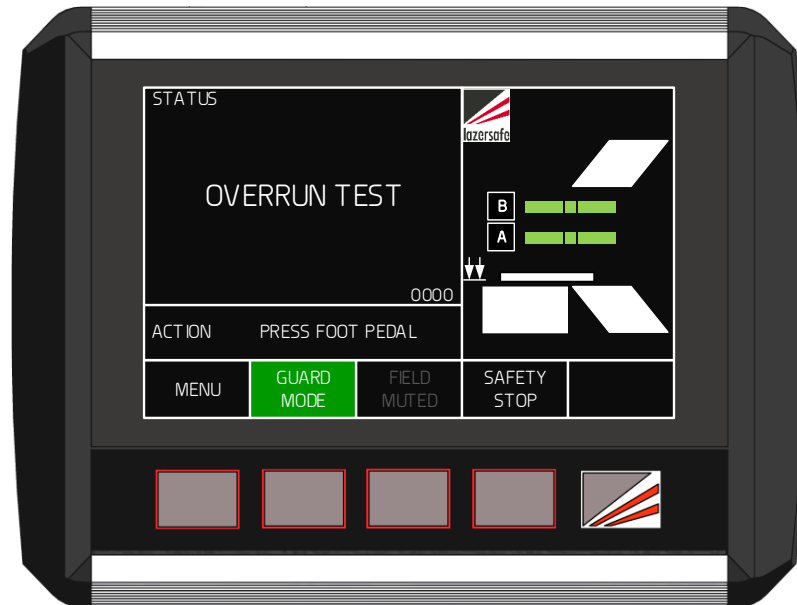 STATUS
lazersafe
OVERRUN TEST
B
A
0000
ACTION PRESS FOOT PEDAL
MENU
GUARD
MODE
FIELD
MUTED
SAFETY
STOP